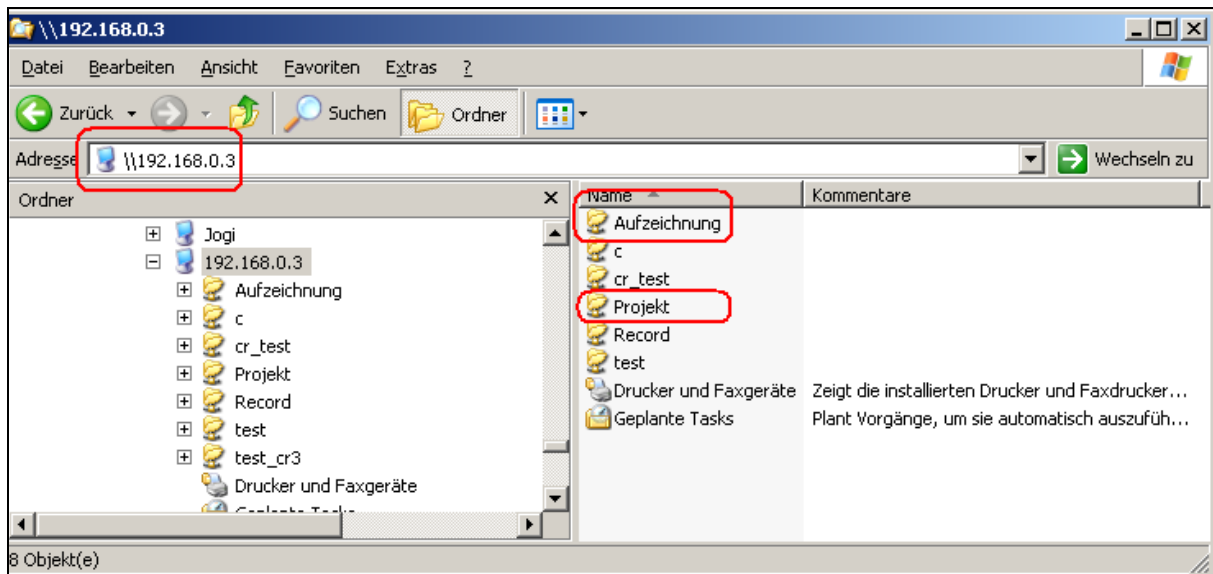 \\192.168.0.3
Datei Bearbeiten Ansicht Favoriten Extras ?
Zurück Suchen Ordner
Adresse \\192.168.0.3 Wechseln zu
Ordner
Jogi
192.168.0.3
Aufzeichnung
c
cr_test
Projekt
Record
test
test_cr3
Drucker und Faxgeräte
Geplante Tasks
Name Kommentare
Aufzeichnung
c
cr_test
Projekt
Record
test
Drucker und Faxgeräte Zeigt die installierten Drucker und Faxdrucker...
Geplante Tasks Plant Vorgänge, um sie automatisch auszufüh...
8 Objekt(e)